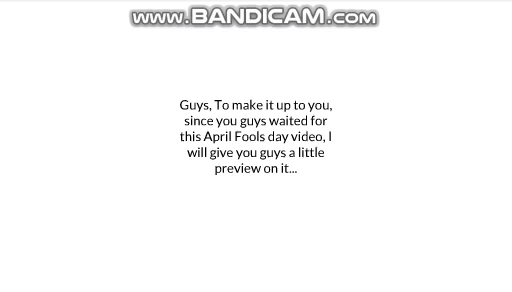 www.BANDICAM.com
Guys, To make it up to you,
since you guys waited for
this April Fools day video, I
will give you guys a little
preview on it...